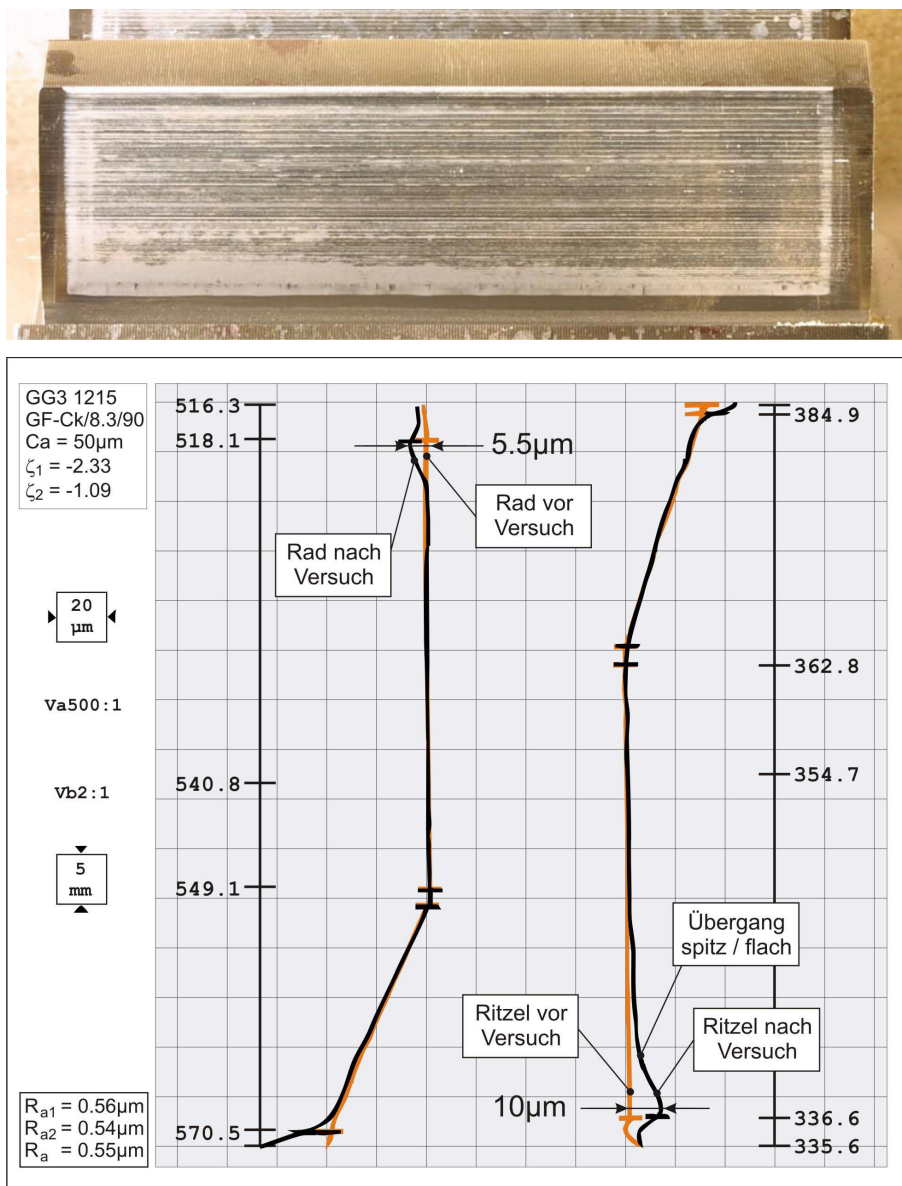 GG3 1215
GF-Ck/8.3/90
Ca = 50µm
ζ1 = -2.33
ζ2 = -1.09
516.3
518.1
5.5µm
384.9
Rad vor
Versuch
Rad nach
Versuch
20
µm
362.8
Va500:1
354.7
540.8
Vb2:1
5
mm
549.1
Übergang
spitz / flach
Ritzel vor
Versuch
Ritzel nach
Versuch
10µm
336.6
335.6
570.5
Ra1 = 0.56µm
Ra2 = 0.54µm
Ra = 0.55µm